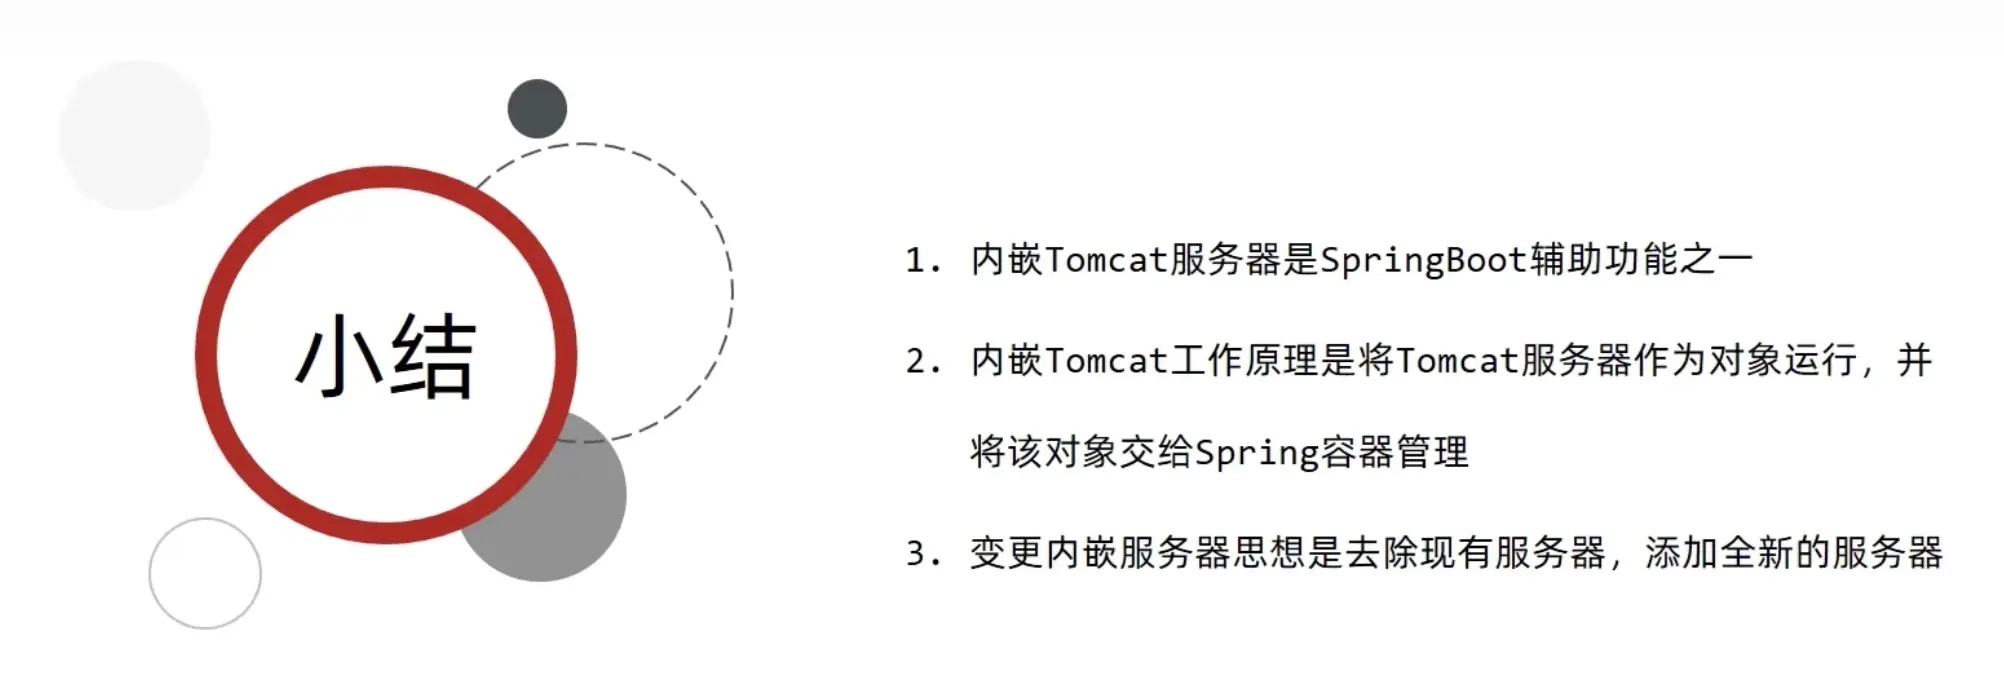 小结
1. 内嵌Tomcat服务器是SpringBoot辅助功能之一
2. 内嵌Tomcat工作原理是将Tomcat服务器作为对象运行，并
将该对象交给Spring容器管理
3. 变更内嵌服务器思想是去除现有服务器，添加全新的服务器